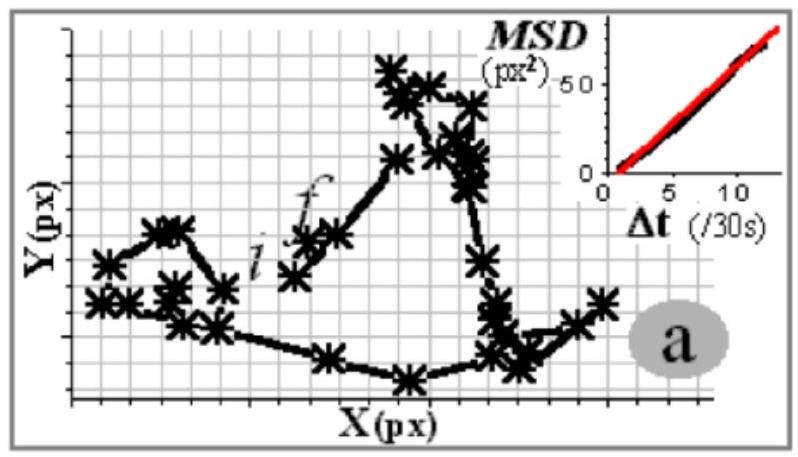 MSD
(px²)
50
0
0 5 10
Δt (/30s)
Y(px)
i f
a
X(px)